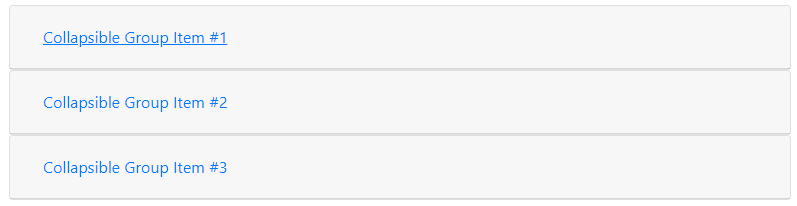 Collapsible Group Item #1
Collapsible Group Item #2
Collapsible Group Item #3